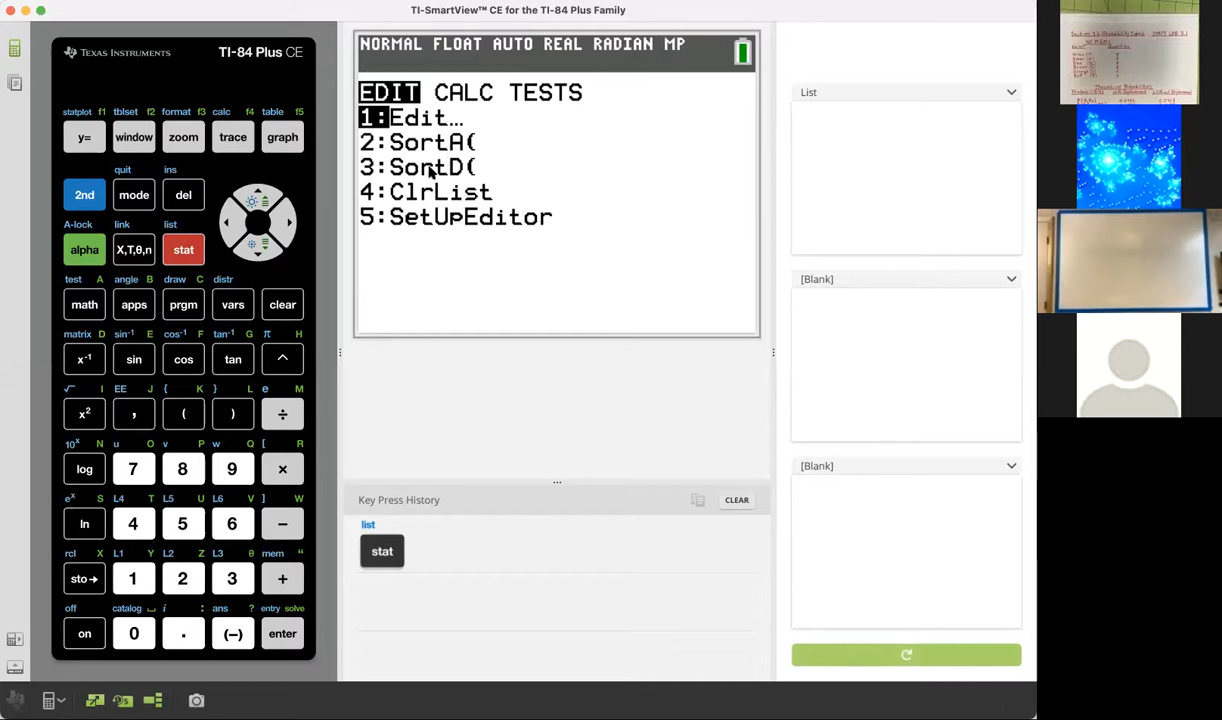 TI-SmartView™ CE for the TI-84 Plus Family
TEXAS INSTRUMENTS
TI-84 Plus CE
statplot f1 tblset f2 format f3 calc f4 table f5
y= window zoom trace graph
quit ins
2nd mode del
A-lock link list
alpha X,T,θ,n stat
test A angle B draw C distr
math apps prgm vars clear
matrix D sin⁻¹ E cos⁻¹ F tan⁻¹ G π H
x⁻¹ sin cos tan ^
√ I EE J { K } L e M
x² , ( ) ÷
10ˣ N u O v P w Q [ R
log 7 8 9 ×
eˣ S L4 T L5 U L6 V ] W
ln 4 5 6 −
rcl X L1 Y L2 Z L3 θ mem “
sto→ 1 2 3 +
off catalog ⎵ i : ans ? entry solve
on 0 . (−) enter
NORMAL FLOAT AUTO REAL RADIAN MP
EDIT CALC TESTS
1:Edit…
2:SortA(
3:SortD(
4:ClrList
5:SetUpEditor
Key Press History
CLEAR
list
stat
List
[Blank]
[Blank]